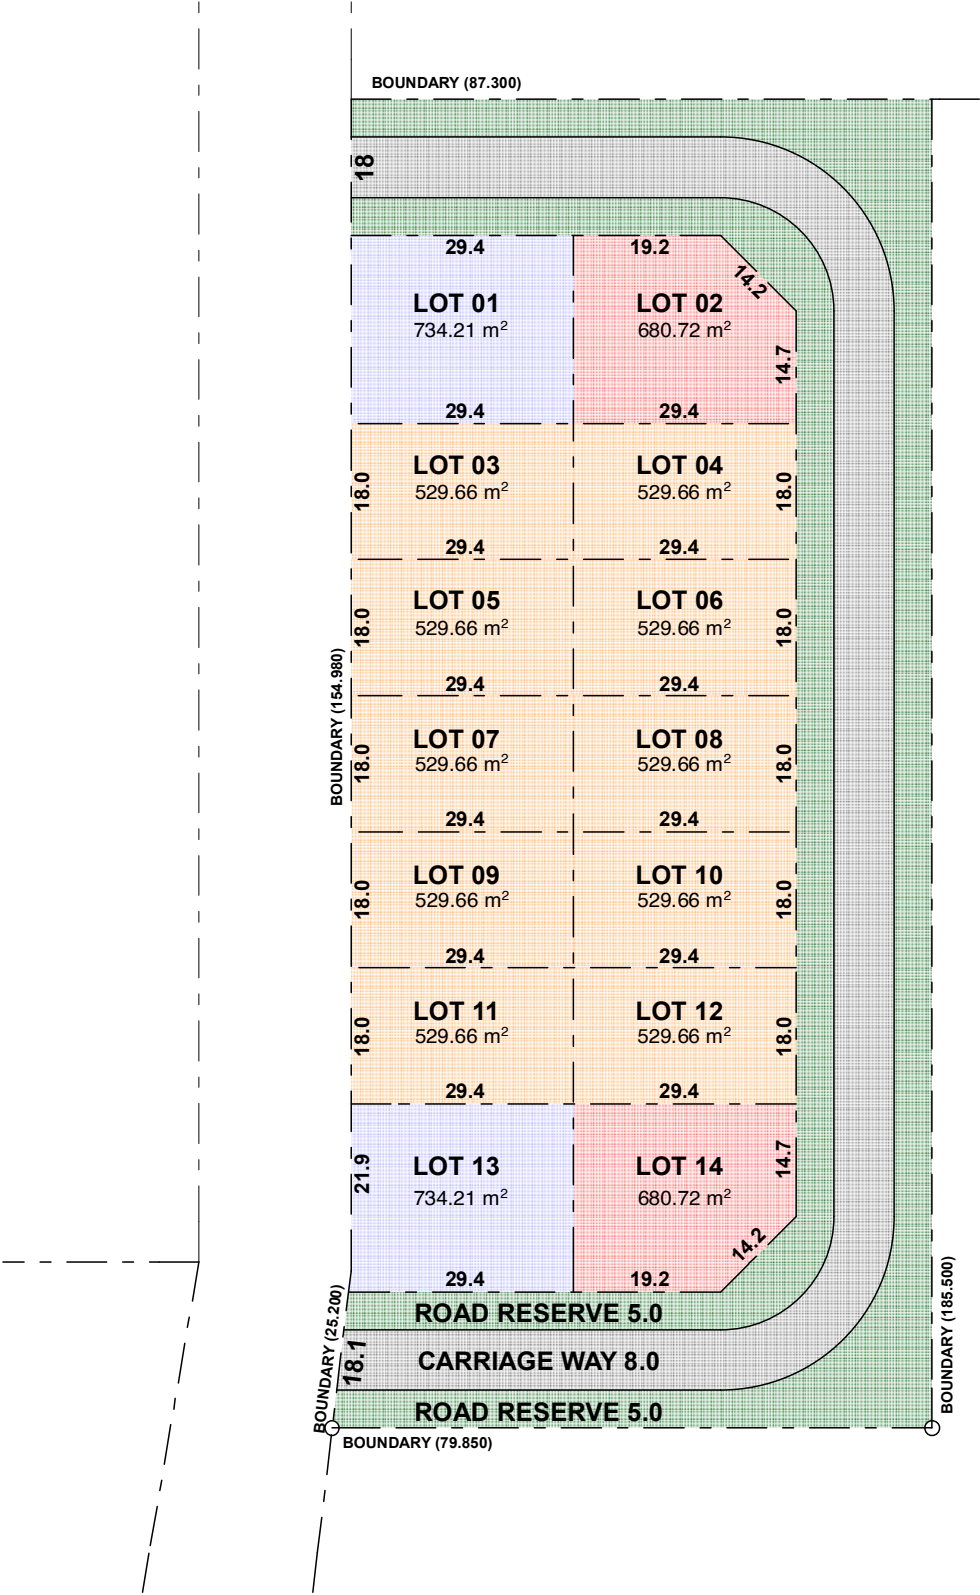 BOUNDARY (87.300)
18
29.4
19.2
14.2
LOT 01
734.21 m²
LOT 02
680.72 m²
14.7
29.4
29.4
18.0
LOT 03
529.66 m²
LOT 04
529.66 m²
18.0
29.4
29.4
18.0
LOT 05
529.66 m²
LOT 06
529.66 m²
18.0
29.4
29.4
BOUNDARY (154.980)
18.0
LOT 07
529.66 m²
LOT 08
529.66 m²
18.0
29.4
29.4
18.0
LOT 09
529.66 m²
LOT 10
529.66 m²
18.0
29.4
29.4
18.0
LOT 11
529.66 m²
LOT 12
529.66 m²
18.0
29.4
29.4
21.9
LOT 13
734.21 m²
LOT 14
680.72 m²
14.7
14.2
29.4
19.2
BOUNDARY (25.200)
ROAD RESERVE 5.0
18.1
CARRIAGE WAY 8.0
ROAD RESERVE 5.0
BOUNDARY (185.500)
BOUNDARY (79.850)